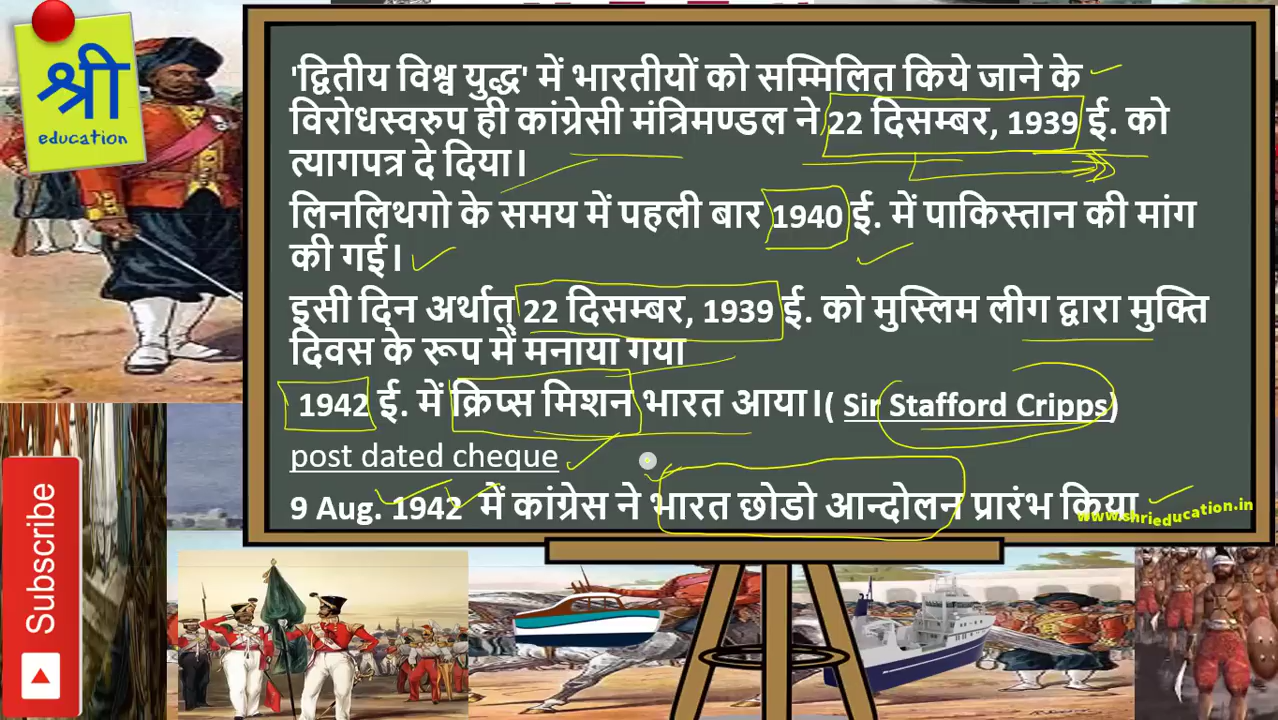 श्री
education
'द्वितीय विश्व युद्ध' में भारतीयों को सम्मिलित किये जाने के
विरोधस्वरुप ही कांग्रेसी मंत्रिमण्डल ने 22 दिसम्बर, 1939 ई. को
त्यागपत्र दे दिया।
लिनलिथगो के समय में पहली बार 1940 ई. में पाकिस्तान की मांग
की गई।
इसी दिन अर्थात् 22 दिसम्बर, 1939 ई. को मुस्लिम लीग द्वारा मुक्ति
दिवस के रूप में मनाया गया
1942 ई. में क्रिप्स मिशन भारत आया।( Sir Stafford Cripps)
post dated cheque
9 Aug. 1942 में कांग्रेस ने भारत छोडो आन्दोलन प्रारंभ किया
www.shrieducation.in
Subscribe